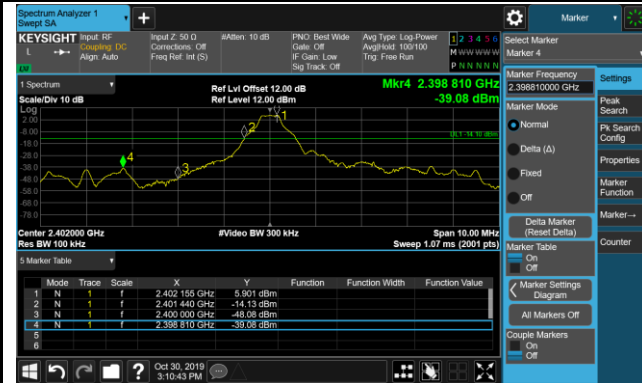 Spectrum Analyzer 1
Swept SA
KEYSIGHT
L
Input: RF
Coupling: DC
Align: Auto
Input Z: 50 Ω
Corrections: Off
Freq Ref: Int (S)
#Atten: 10 dB
PNO: Best Wide
Gate: Off
IF Gain: Low
Sig Track: Off
Avg Type: Log-Power
Avg|Hold: 100/100
Trig: Free Run
1 2 3 4 5 6
M W W W W W
P N N N N N
1 Spectrum
Scale/Div 10 dB
Ref Lvl Offset 12.00 dB
Ref Level 12.00 dBm
Mkr4 2.398 810 GHz
-39.08 dBm
Log
2.00
-8.00
-18.0
-28.0
-38.0
-48.0
-58.0
-68.0
-78.0
1
2
3
4
DL1 -14.10 dBm
Center 2.402000 GHz
Res BW 100 kHz
#Video BW 300 kHz
Span 10.00 MHz
Sweep 1.07 ms (2001 pts)
5 Marker Table
Mode Trace Scale X Y Function Function Width Function Value
1 N 1 f 2.402 155 GHz 5.901 dBm
2 N 1 f 2.401 440 GHz -14.13 dBm
3 N 1 f 2.400 000 GHz -48.08 dBm
4 N 1 f 2.398 810 GHz -39.08 dBm
5
6
Oct 30, 2019
3:10:43 PM
Marker
Select Marker
Marker 4
Marker Frequency
2.398810000 GHz
Marker Mode
Normal
Delta (Δ)
Fixed
Off
Delta Marker
(Reset Delta)
Marker Table
On
Off
Marker Settings
Diagram
All Markers Off
Couple Markers
On
Off
Settings
Peak
Search
Pk Search
Config
Properties
Marker
Function
Marker→
Counter